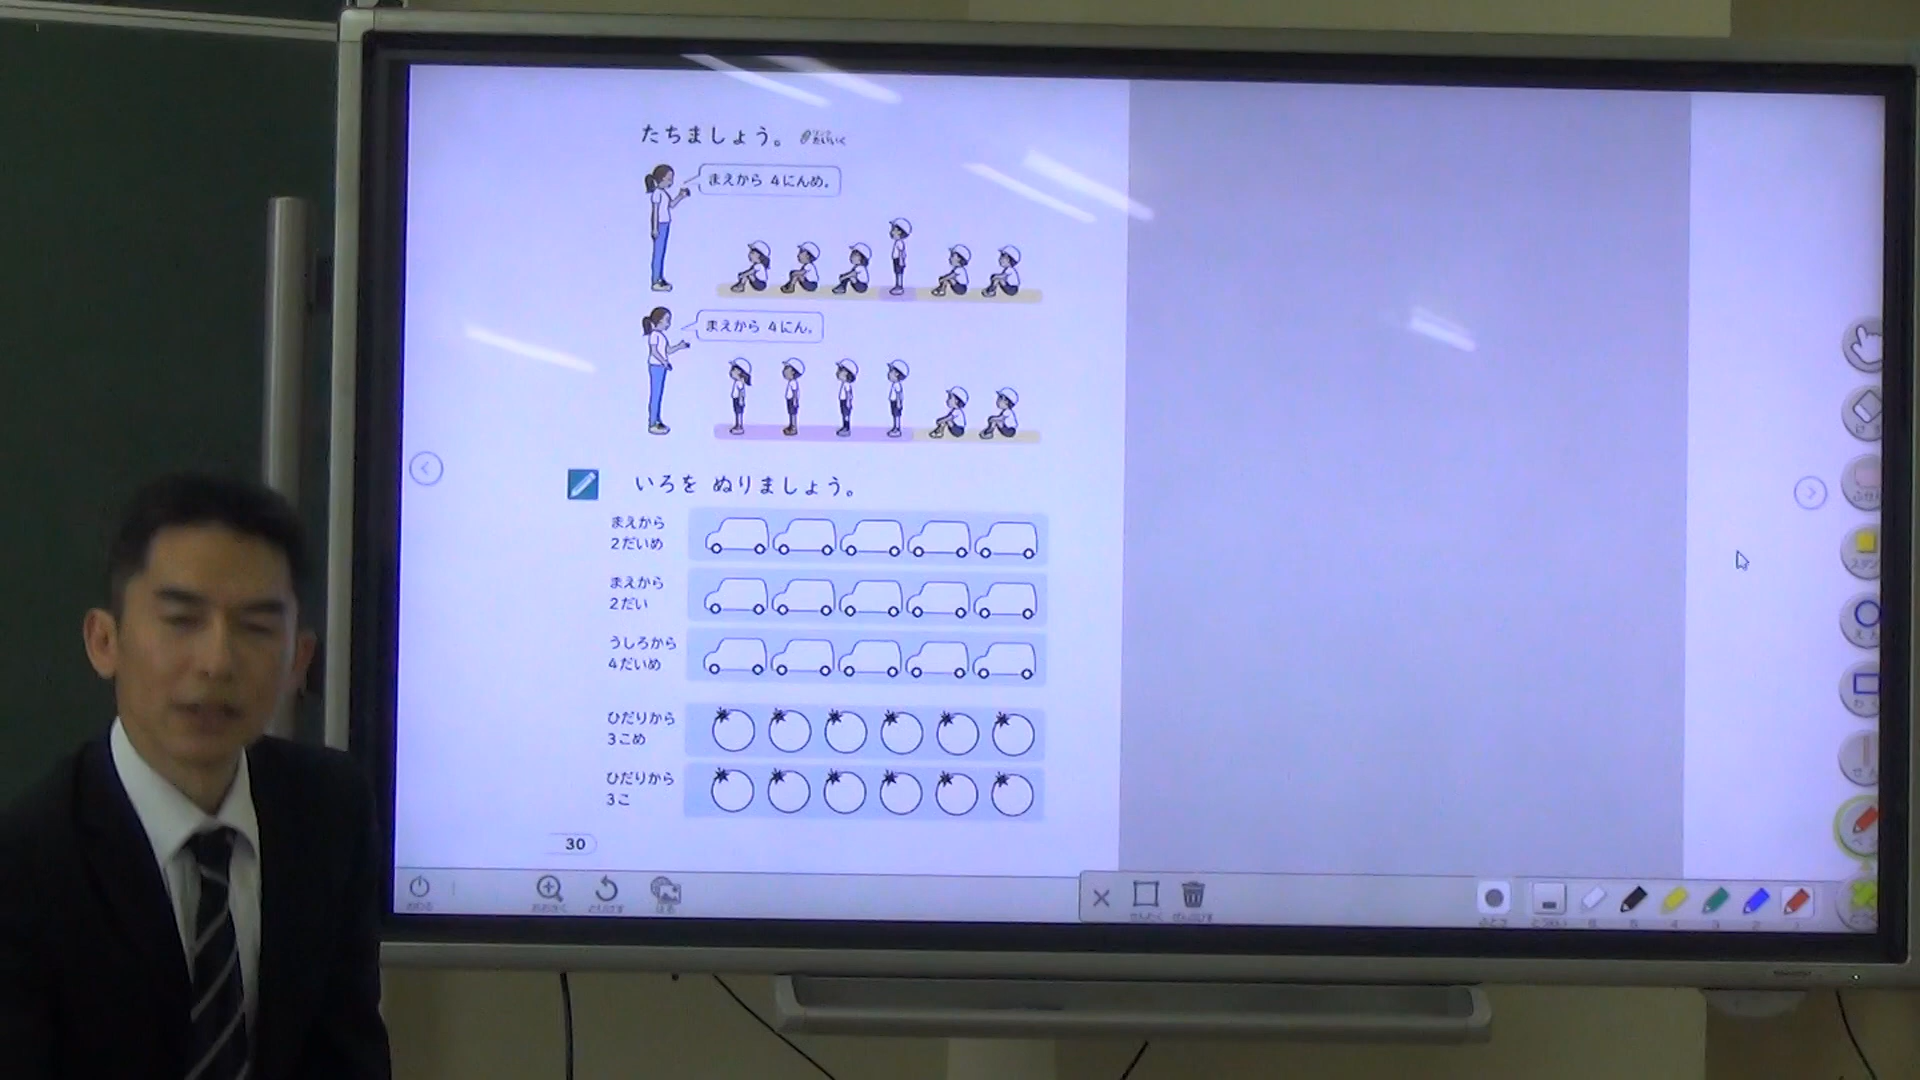 たちましょう。
まえから 4にんめ。
まえから 4にん。
いろを ぬりましょう。
まえから
2だいめ
まえから
2だい
うしろから
4だいめ
ひだりから
3こめ
ひだりから
3こ
30